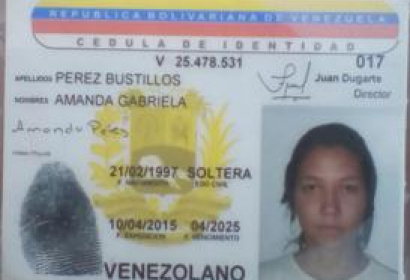 REPUBLICA BOLIVARIANA DE VENEZUELA
CEDULA DE IDENTIDAD
V 25.478.531 017
APELLIDOS PEREZ BUSTILLOS Juan Dugarte
Director
NOMBRES AMANDA GABRIELA
Amanda Perez
21/02/1997 SOLTERA
F. NACIMIENTO EDO CIVIL
10/04/2015 04/2025
F. EXPEDICION F. VENCIMIENTO
VENEZOLANO